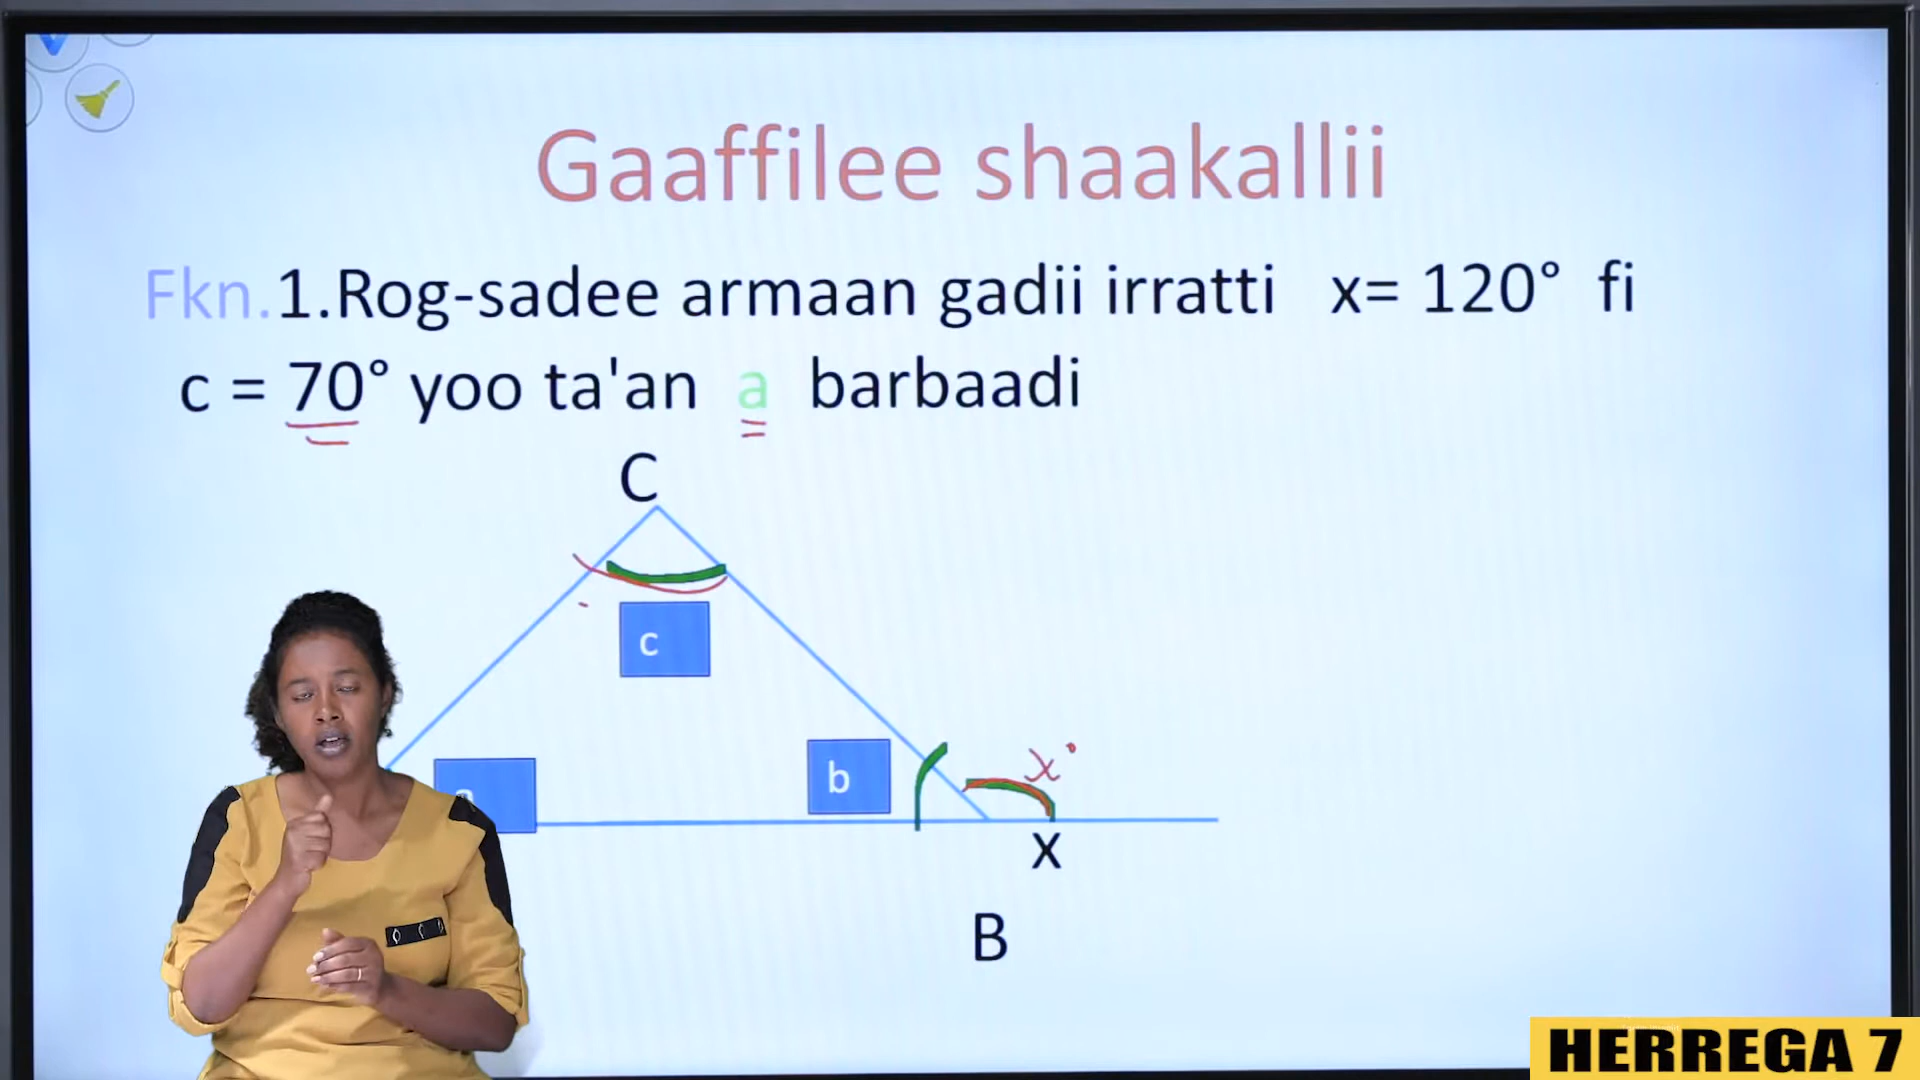 Gaaffilee shaakallii
Fkn.1.Rog-sadee armaan gadii irratti x= 120° fi
c = 70° yoo ta'an a barbaadi
C
c
b
x°
x
B
HERREGA 7